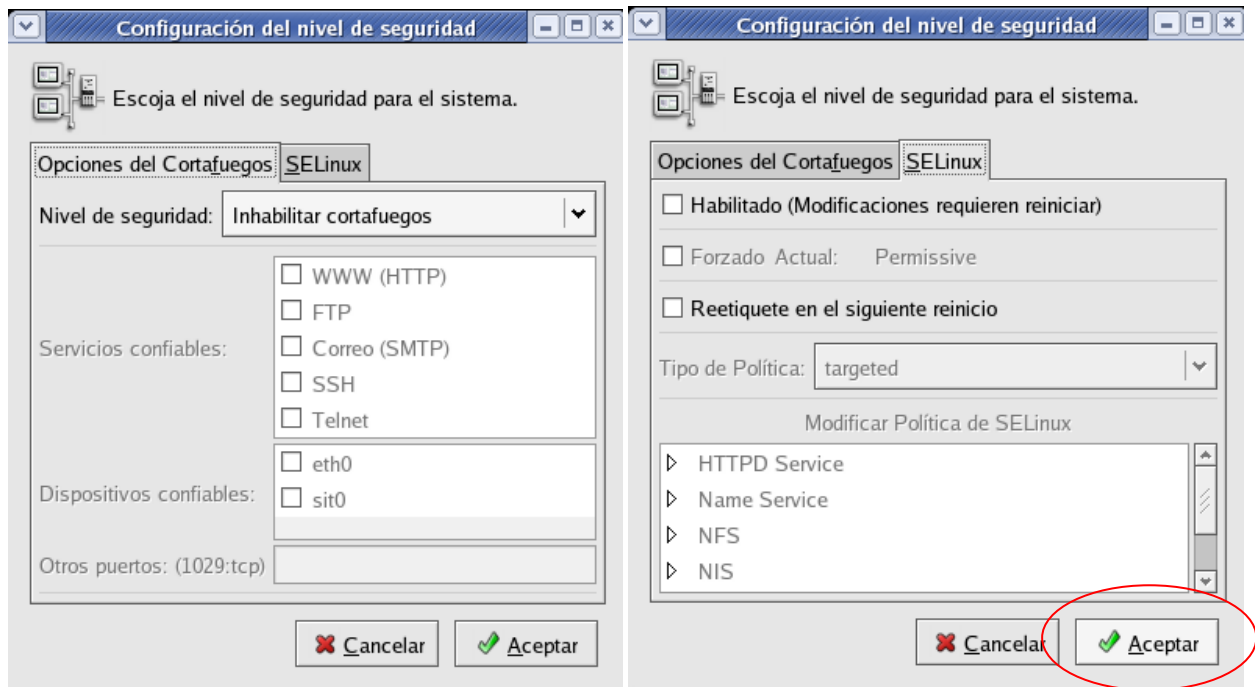 Configuración del nivel de seguridad
Escoja el nivel de seguridad para el sistema.
Opciones del Cortafuegos SELinux
Nivel de seguridad: Inhabilitar cortafuegos
Servicios confiables:
WWW (HTTP)
FTP
Correo (SMTP)
SSH
Telnet
Dispositivos confiables:
eth0
sit0
Otros puertos: (1029:tcp)
Cancelar Aceptar
Configuración del nivel de seguridad
Escoja el nivel de seguridad para el sistema.
Opciones del Cortafuegos SELinux
Habilitado (Modificaciones requieren reiniciar)
Forzado Actual: Permissive
Reetiquete en el siguiente reinicio
Tipo de Política: targeted
Modificar Política de SELinux
HTTPD Service
Name Service
NFS
NIS
Cancelar Aceptar